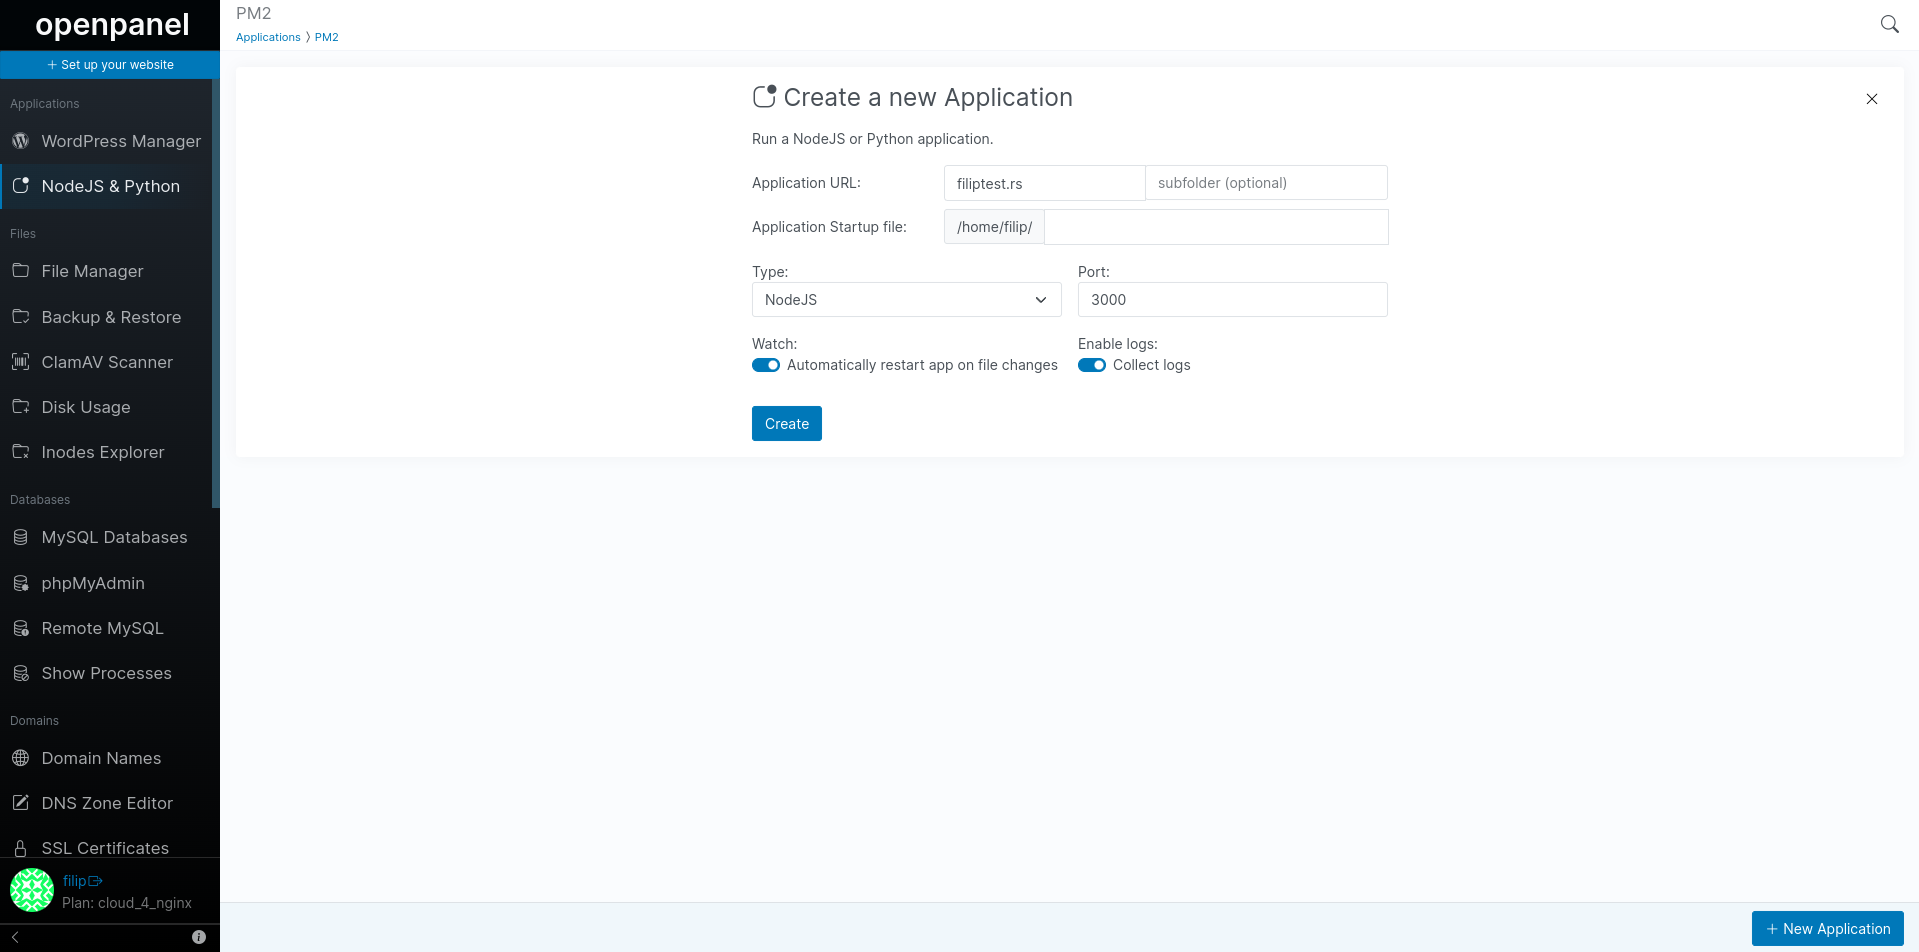 openpanel
+ Set up your website
Applications
WordPress Manager
NodeJS & Python
Files
File Manager
Backup & Restore
ClamAV Scanner
Disk Usage
Inodes Explorer
Databases
MySQL Databases
phpMyAdmin
Remote MySQL
Show Processes
Domains
Domain Names
DNS Zone Editor
SSL Certificates
filip
Plan: cloud_4_nginx
PM2
Applications 〉 PM2
Create a new Application
Run a NodeJS or Python application.
Application URL: filiptest.rs subfolder (optional)
Application Startup file: /home/filip/
Type: Port:
NodeJS 3000
Watch: Enable logs:
Automatically restart app on file changes Collect logs
Create
+ New Application